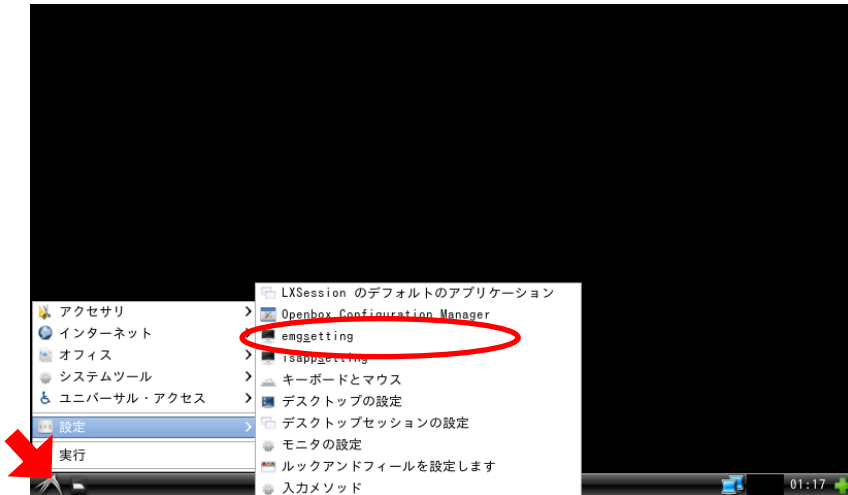 アクセサリ
インターネット
オフィス
システムツール
ユニバーサル・アクセス
設定
実行
LXSession のデフォルトのアプリケーション
Openbox Configuration Manager
emgsetting
isappsetting
キーボードとマウス
デスクトップの設定
デスクトップセッションの設定
モニタの設定
ルックアンドフィールを設定します
入力メソッド
01:17